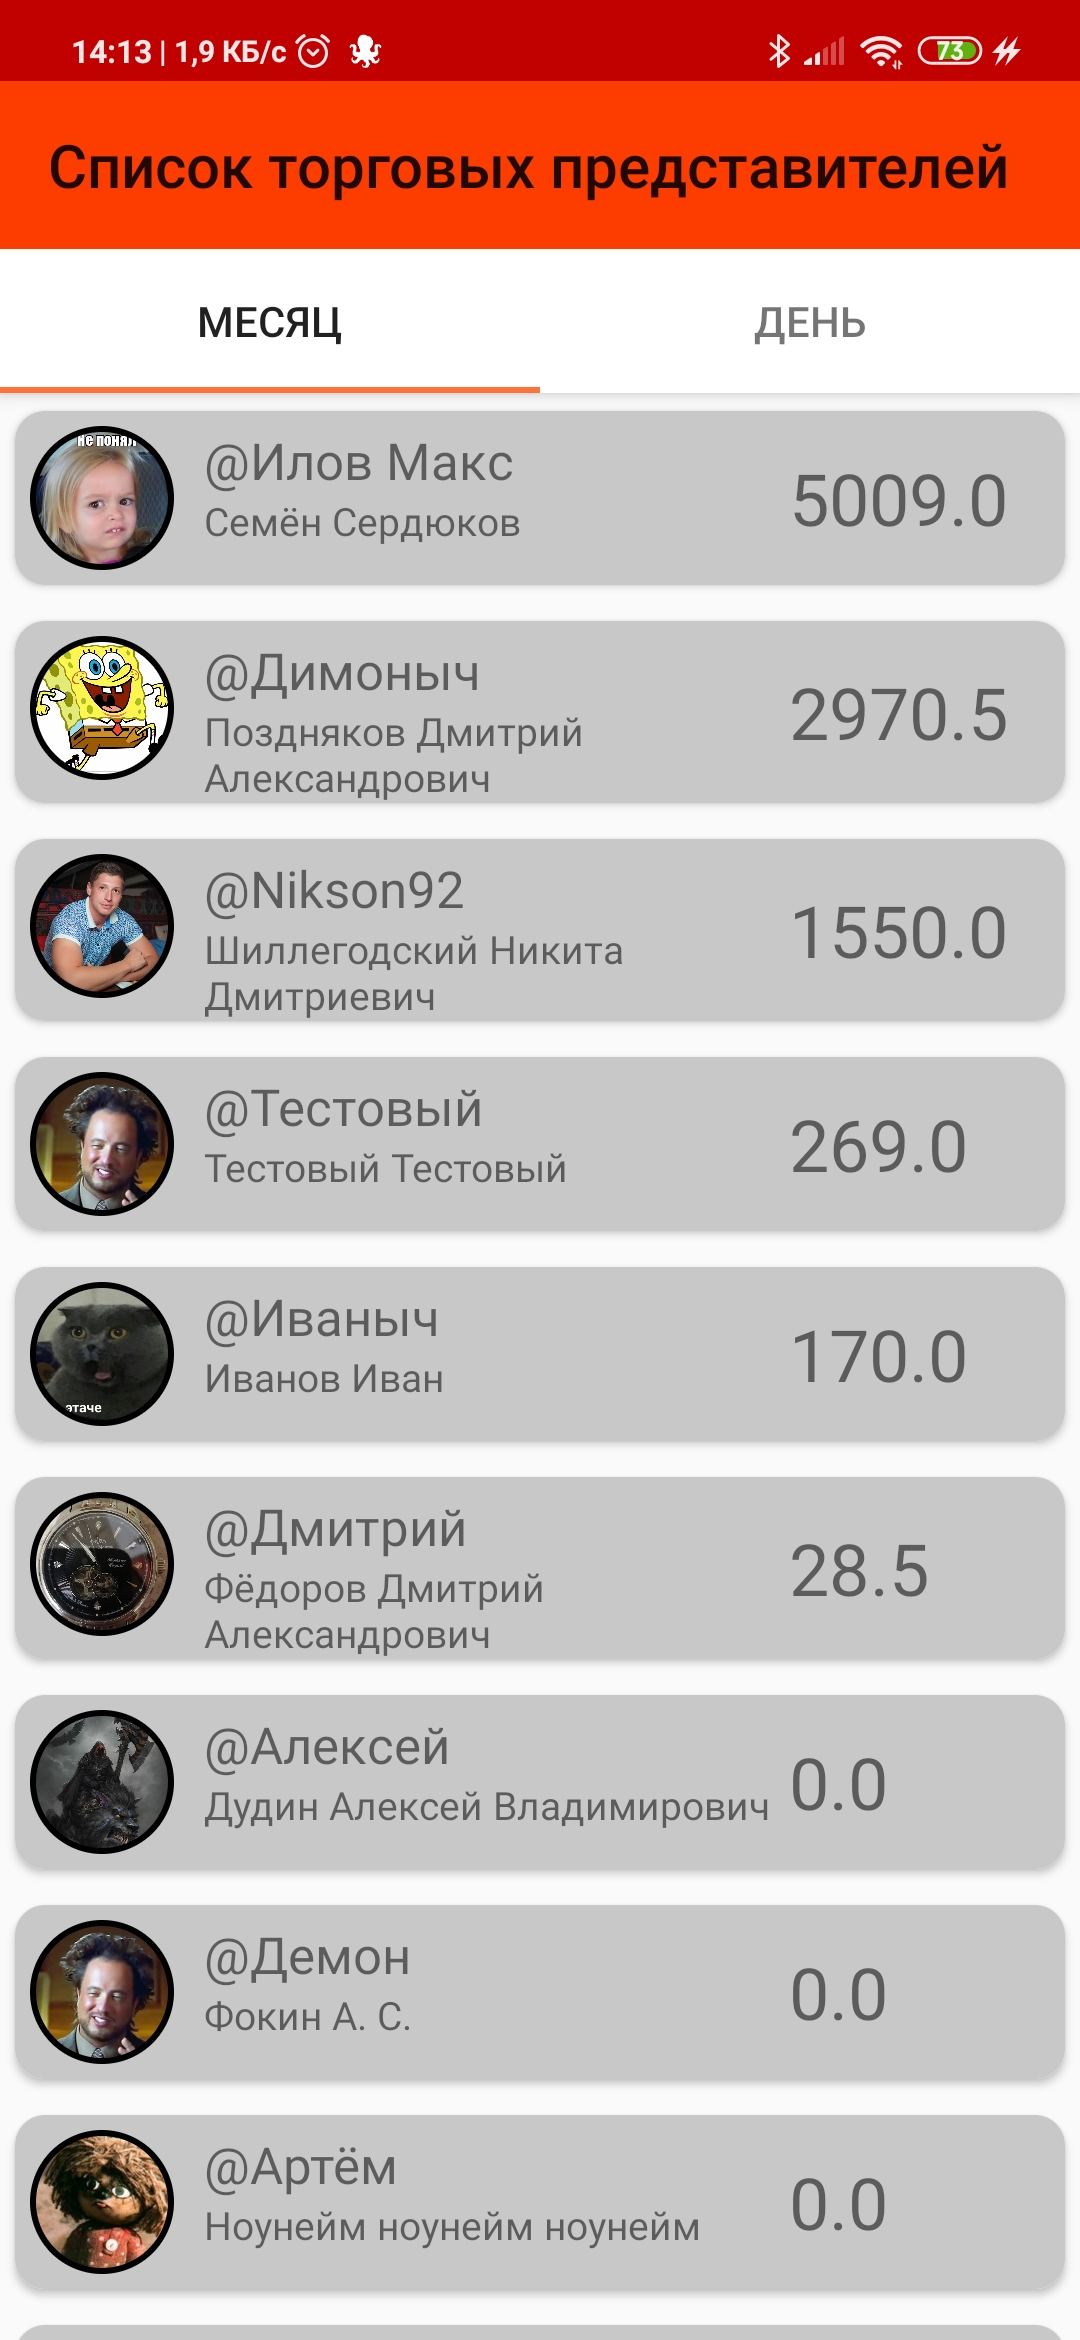 14:13 | 1,9 КБ/с
73
Список торговых представителей
МЕСЯЦ
ДЕНЬ
не понял
@Илов Макс
Семён Сердюков
5009.0
@Димоныч
Поздняков Дмитрий
Александрович
2970.5
@Nikson92
Шиллегодский Никита
Дмитриевич
1550.0
@Тестовый
Тестовый Тестовый
269.0
этаче
@Иваныч
Иванов Иван
170.0
@Дмитрий
Фёдоров Дмитрий
Александрович
28.5
@Алексей
Дудин Алексей Владимирович
0.0
@Демон
Фокин А. С.
0.0
@Артём
Ноунейм ноунейм ноунейм
0.0